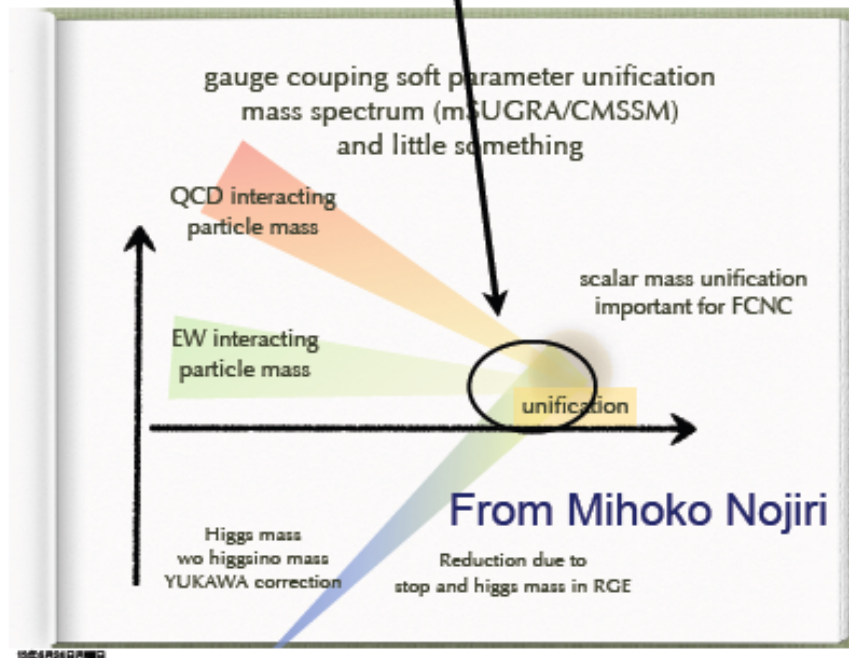 gauge couping soft parameter unification
mass spectrum (mSUGRA/CMSSM)
and little something
QCD interacting
particle mass
scalar mass unification
important for FCNC
EW interacting
particle mass
unification
From Mihoko Nojiri
Higgs mass
wo higgsino mass
YUKAWA correction
Reduction due to
stop and higgs mass in RGE